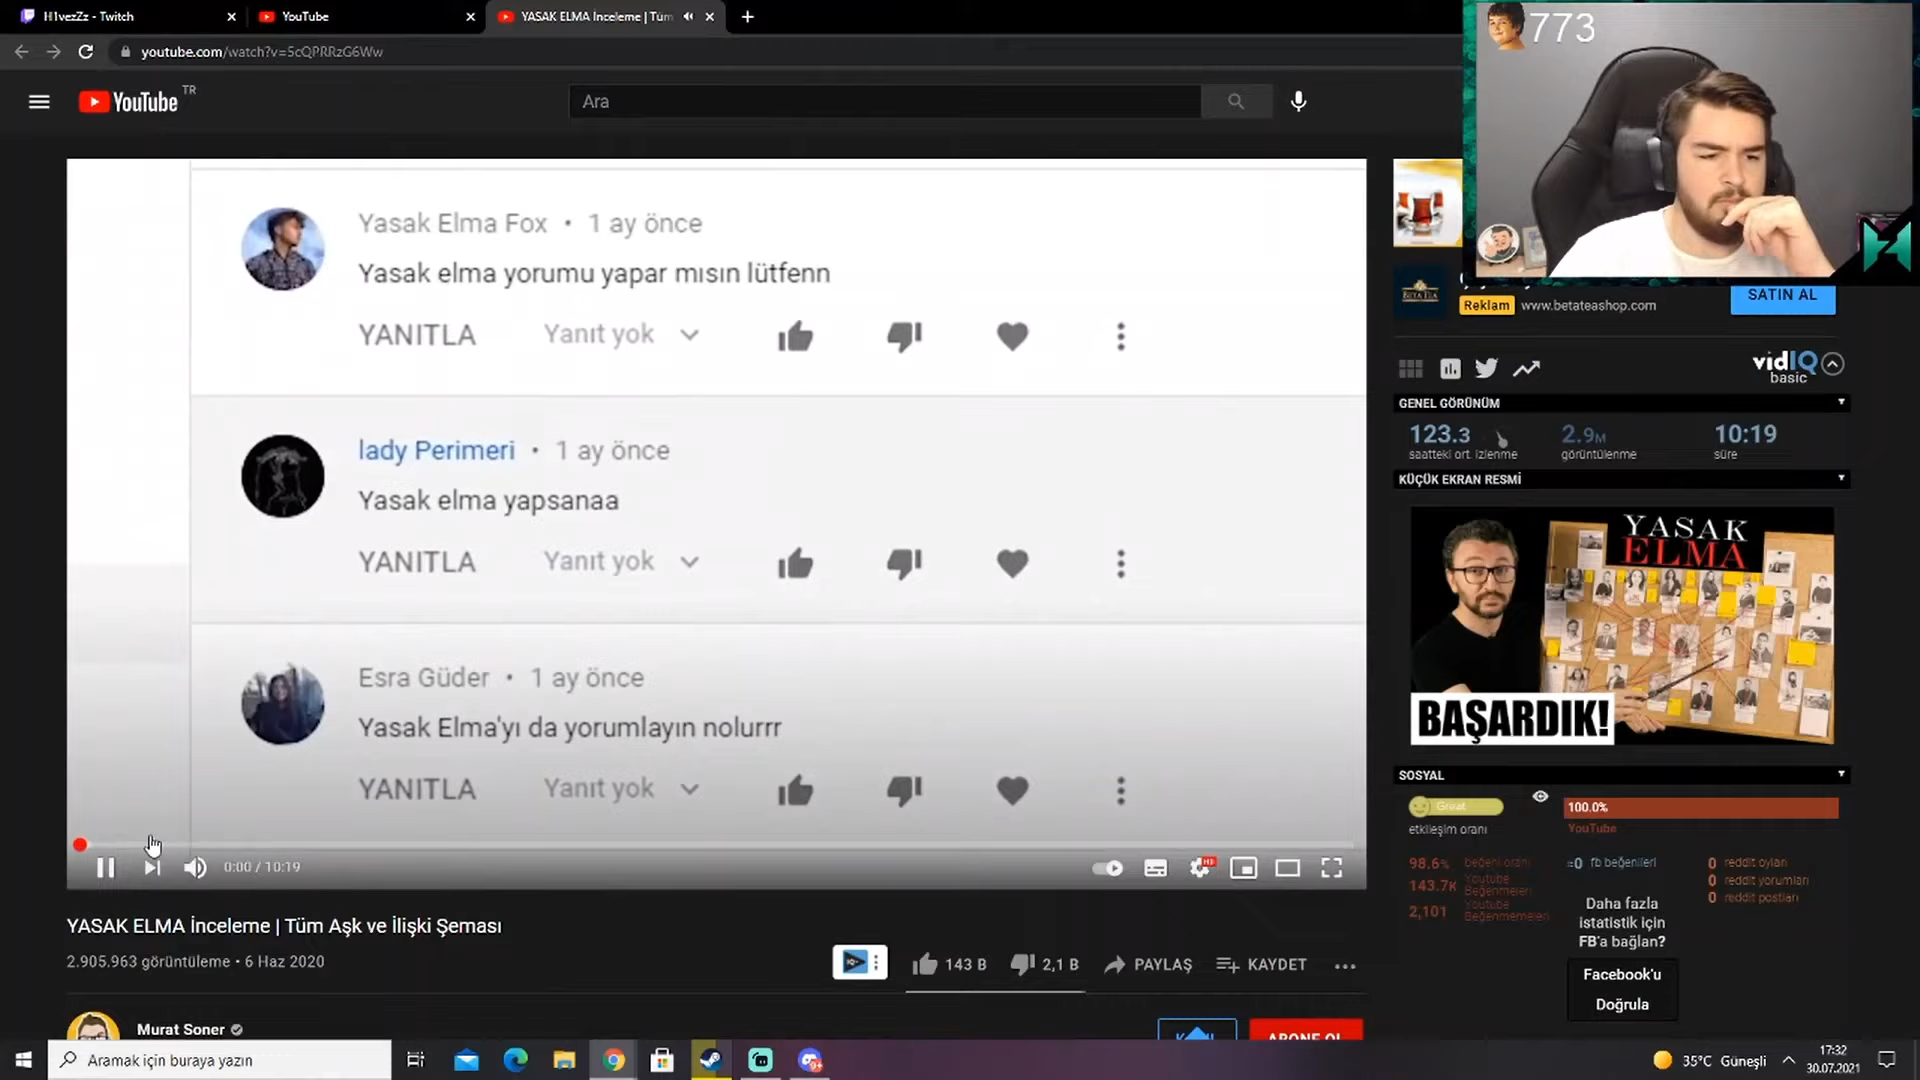 H1vezZz - Twitch
YouTube
YASAK ELMA İnceleme | Tüm
youtube.com/watch?v=5cQPRRzG6Ww
YouTube TR
Ara
773
Yasak Elma Fox • 1 ay önce
Yasak elma yorumu yapar mısın lütfenn
YANITLA Yanıt yok
lady Perimeri • 1 ay önce
Yasak elma yapsanaa
YANITLA Yanıt yok
Esra Güder • 1 ay önce
Yasak Elma'yı da yorumlayın nolurrr
YANITLA Yanıt yok
0:00 / 10:19
YASAK ELMA İnceleme | Tüm Aşk ve İlişki Şeması
2.905.963 görüntüleme • 6 Haz 2020
143 B
2,1 B
PAYLAŞ
KAYDET
Murat Soner
ABONE OL
BETA TEA
Reklam www.betateashop.com
SATIN AL
vidIQ
basic
GENEL GÖRÜNÜM
123.3 2.9M 10:19
saatteki ort. izlenme görüntülenme süre
KÜÇÜK EKRAN RESMİ
YASAK
ELMA
BAŞARDIK!
SOSYAL
Great
etkileşim oranı
100.0%
YouTube
98.6% beğeni oranı
143.7K Youtube Beğenmeleri
2,101 Youtube Beğenmemeleri
≈0 fb beğenileri
Daha fazla
istatistik için
FB'a bağlan?
Facebook'u
Doğrula
0 reddit oyları
0 reddit yorumları
0 reddit postları
Aramak için buraya yazın
35°C Güneşli
17:32
30.07.2021